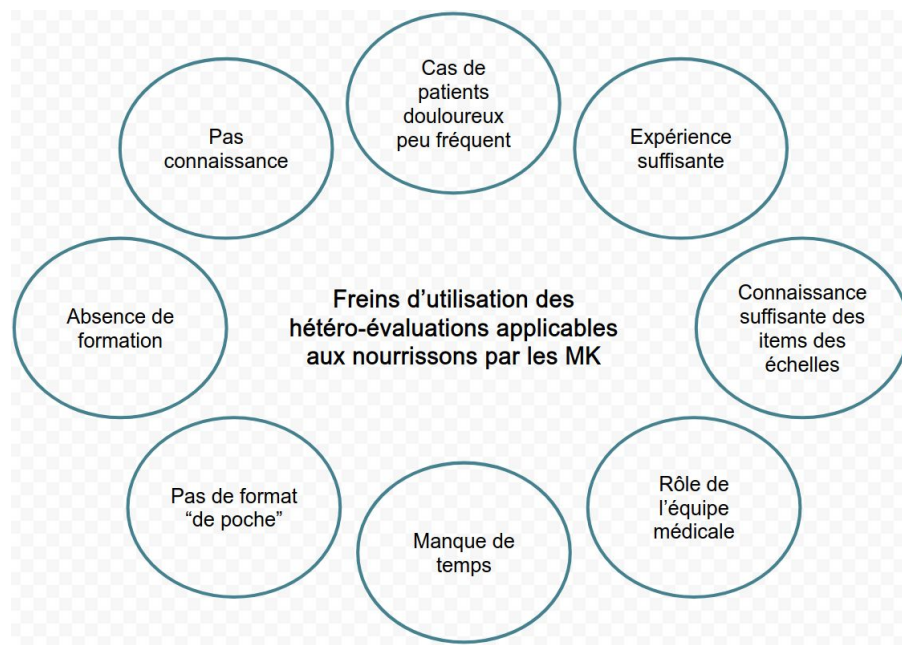 Cas de
patients
douloureux
peu fréquent
Pas
connaissance
Expérience
suffisante
Absence de
formation
Freins d’utilisation des
hétéro-évaluations applicables
aux nourrissons par les MK
Connaissance
suffisante des
items des
échelles
Pas de format
“de poche”
Manque de
temps
Rôle de
l’équipe
médicale